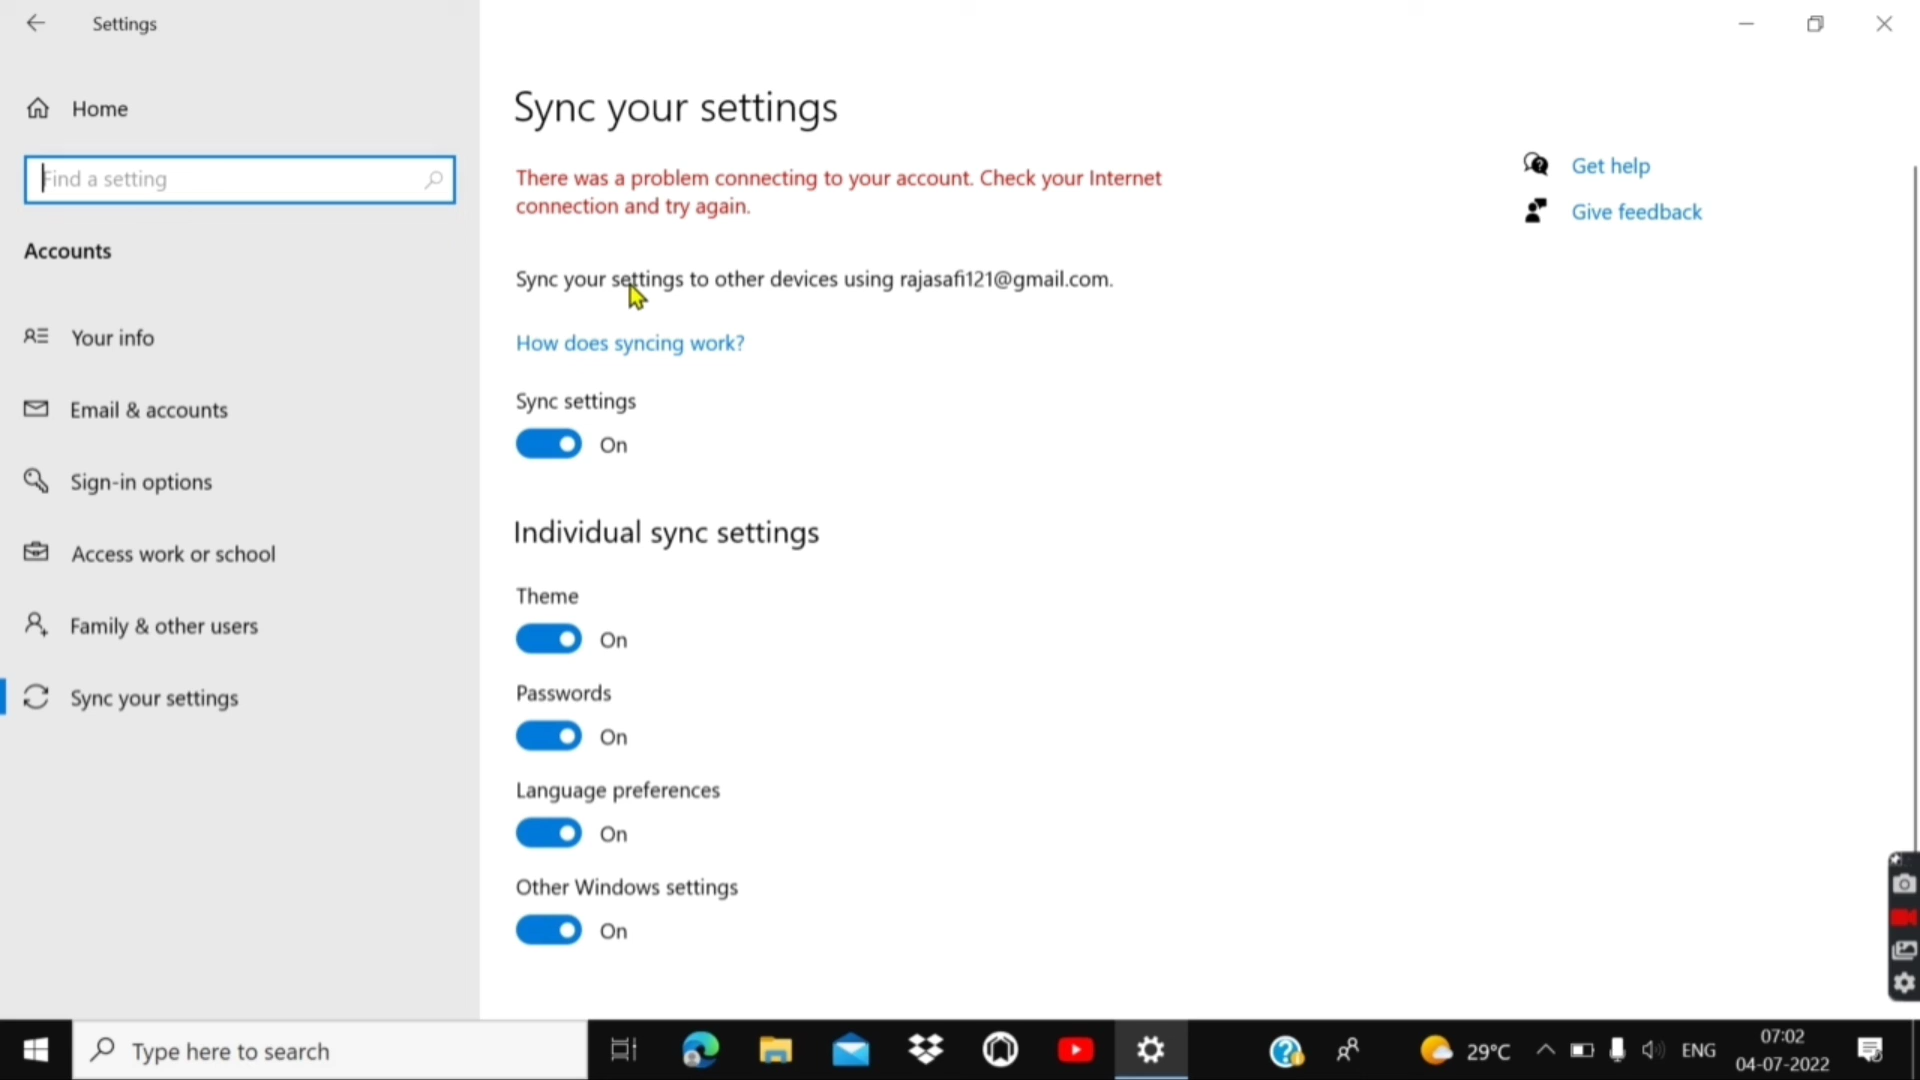 Settings
Home
Find a setting
Accounts
Your info
Email & accounts
Sign-in options
Access work or school
Family & other users
Sync your settings
Sync your settings
There was a problem connecting to your account. Check your Internet
connection and try again.
Sync your settings to other devices using rajasafi121@gmail.com.
How does syncing work?
Sync settings
On
Individual sync settings
Theme
On
Passwords
On
Language preferences
On
Other Windows settings
On
Get help
Give feedback
Type here to search
29°C
ENG
07:02
04-07-2022